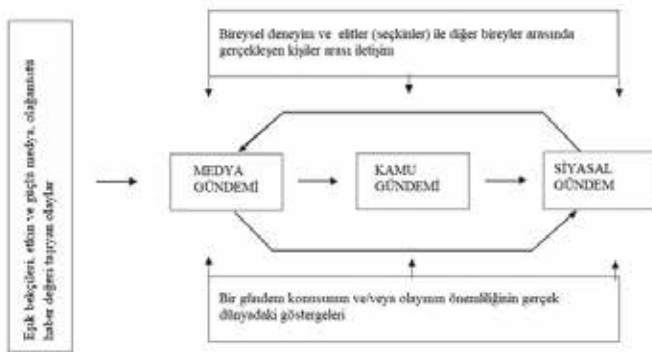 Bireysel deneyim ve elitler (seçkinler) ile diğer bireyler arasında
gerçekleşen kişiler arası iletişim
Eşik bekçileri, etkin ve güçlü medya, olağanüstü
haber değeri taşıyan olaylar
MEDYA
GÜNDEMİ
KAMU
GÜNDEMİ
SİYASAL
GÜNDEM
Bir gündem konusunun ve/veya olayının önemliliğinin gerçek
dünyadaki göstergeleri